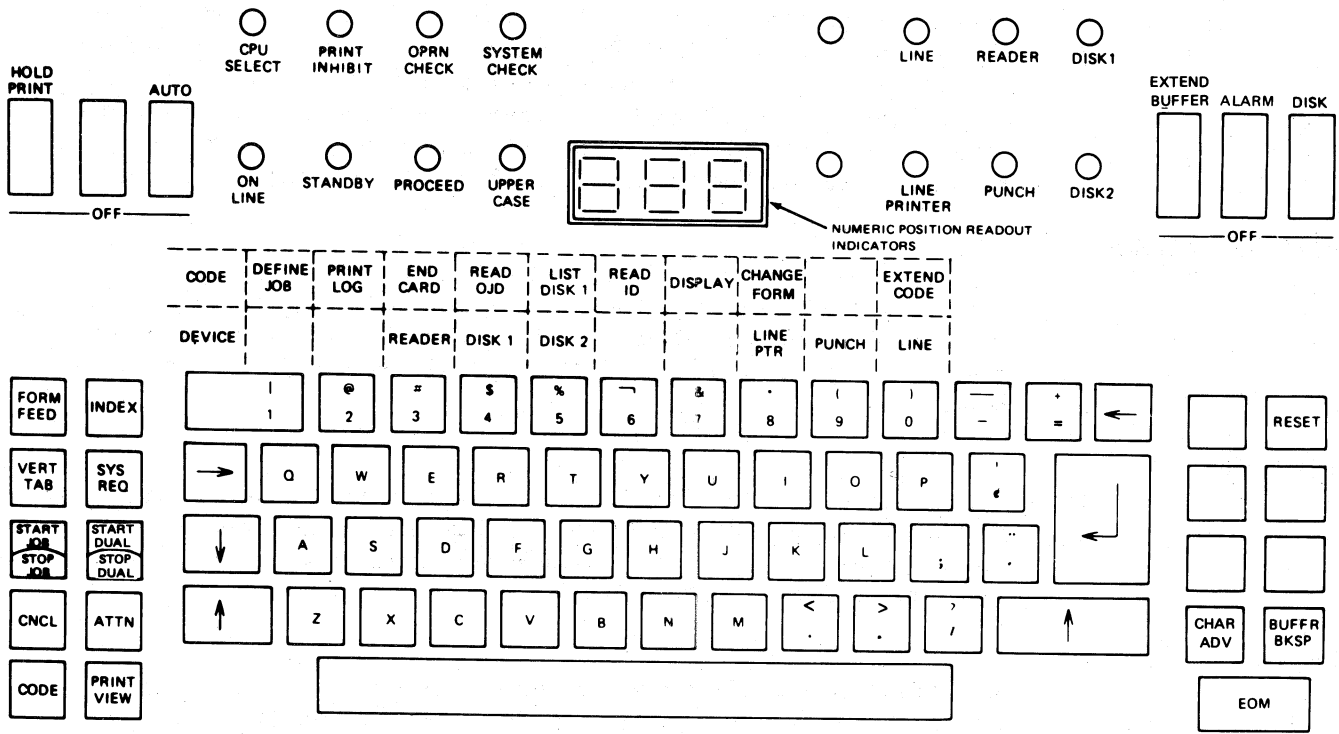 CPU SELECT
PRINT INHIBIT
OPRN CHECK
SYSTEM CHECK
LINE
READER
DISK1
HOLD PRINT
AUTO
EXTEND BUFFER
ALARM
DISK
ON LINE
STANDBY
PROCEED
UPPER CASE
LINE PRINTER
PUNCH
DISK2
OFF
NUMERIC POSITION READOUT
INDICATORS
OFF
CODE
DEFINE JOB
PRINT LOG
END CARD
READ OJD
LIST DISK 1
READ ID
DISPLAY
CHANGE FORM
EXTEND CODE
DEVICE
READER
DISK 1
DISK 2
LINE PTR
PUNCH
LINE
FORM FEED
INDEX
| 1
@ 2
# 3
$ 4
% 5
¬ 6
& 7
8
( 9
) 0
— –
+ =
←
RESET
VERT TAB
SYS REQ
→
Q
W
E
R
T
Y
U
I
O
P
' ¢
↵
START JOB
STOP JOB
START DUAL
STOP DUAL
↓
A
S
D
F
G
H
J
K
L
;
¨ .
CNCL
ATTN
↑
Z
X
C
V
B
N
M
< .
> .
? /
↑
CHAR ADV
BUFFR BKSP
CODE
PRINT VIEW
EOM